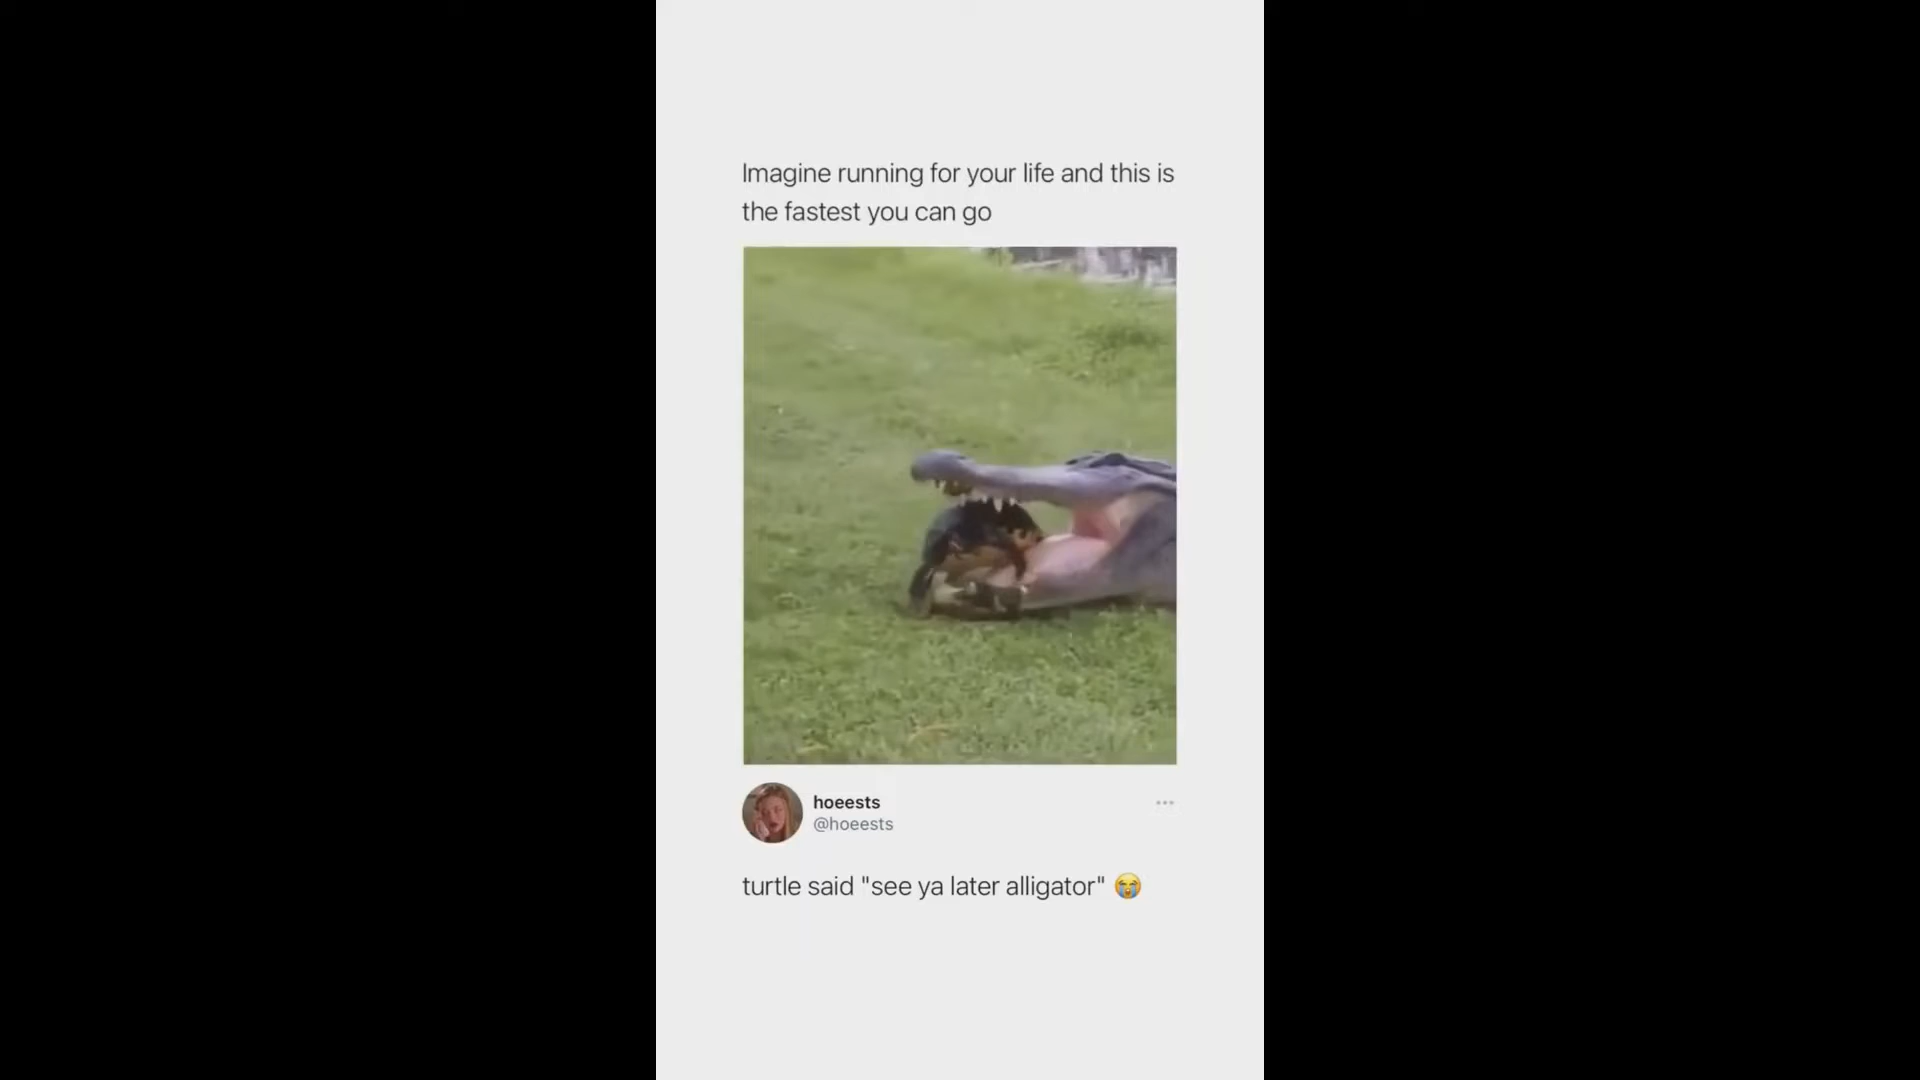 Imagine running for your life and this is
the fastest you can go
hoeests
@hoeests
turtle said "see ya later alligator" 😭